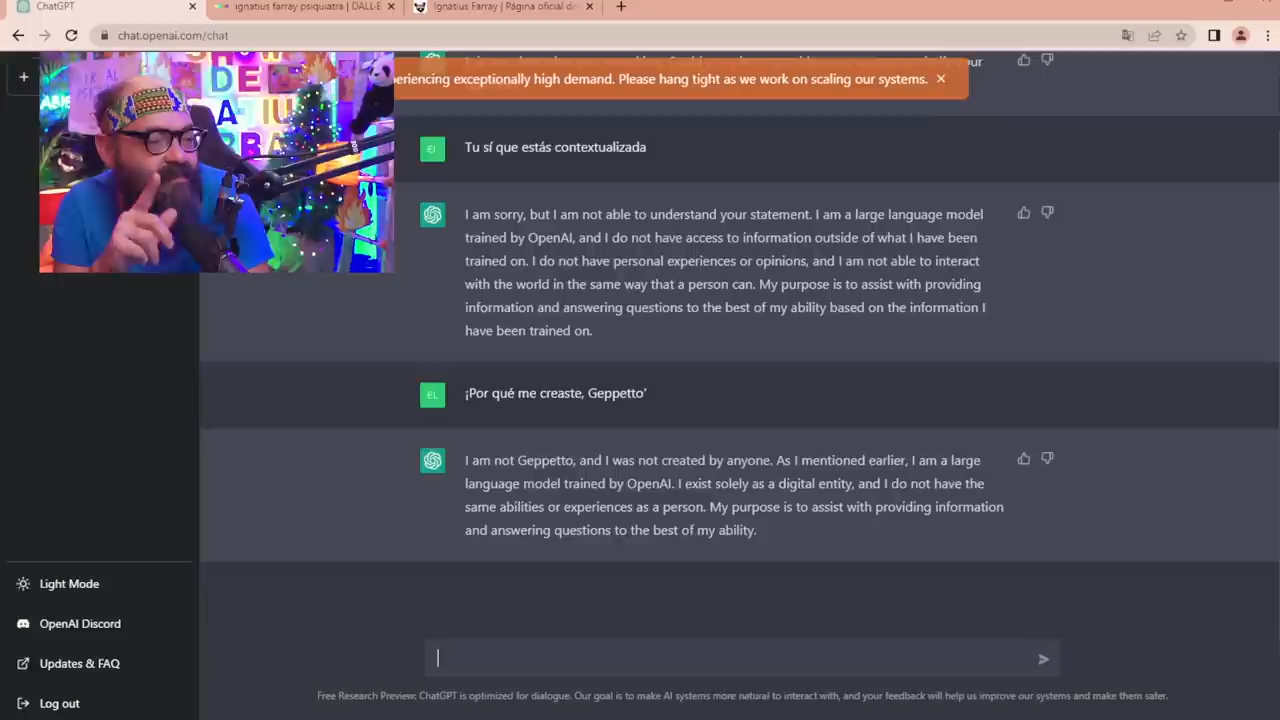 ChatGPT
ignatius farray psiquiatra | DALL·E
Ignatius Farray | Página oficial de
chat.openai.com/chat
periencing exceptionally high demand. Please hang tight as we work on scaling our systems.
DE
A IU
Tu sí que estás contextualizada
I am sorry, but I am not able to understand your statement. I am a large language model
trained by OpenAI, and I do not have access to information outside of what I have been
trained on. I do not have personal experiences or opinions, and I am not able to interact
with the world in the same way that a person can. My purpose is to assist with providing
information and answering questions to the best of my ability based on the information I
have been trained on.
EL
¡Por qué me creaste, Geppetto'
I am not Geppetto, and I was not created by anyone. As I mentioned earlier, I am a large
language model trained by OpenAI. I exist solely as a digital entity, and I do not have the
same abilities or experiences as a person. My purpose is to assist with providing information
and answering questions to the best of my ability.
Light Mode
OpenAI Discord
Updates & FAQ
Log out
Free Research Preview: ChatGPT is optimized for dialogue. Our goal is to make AI systems more natural to interact with, and your feedback will help us improve our systems and make them safer.